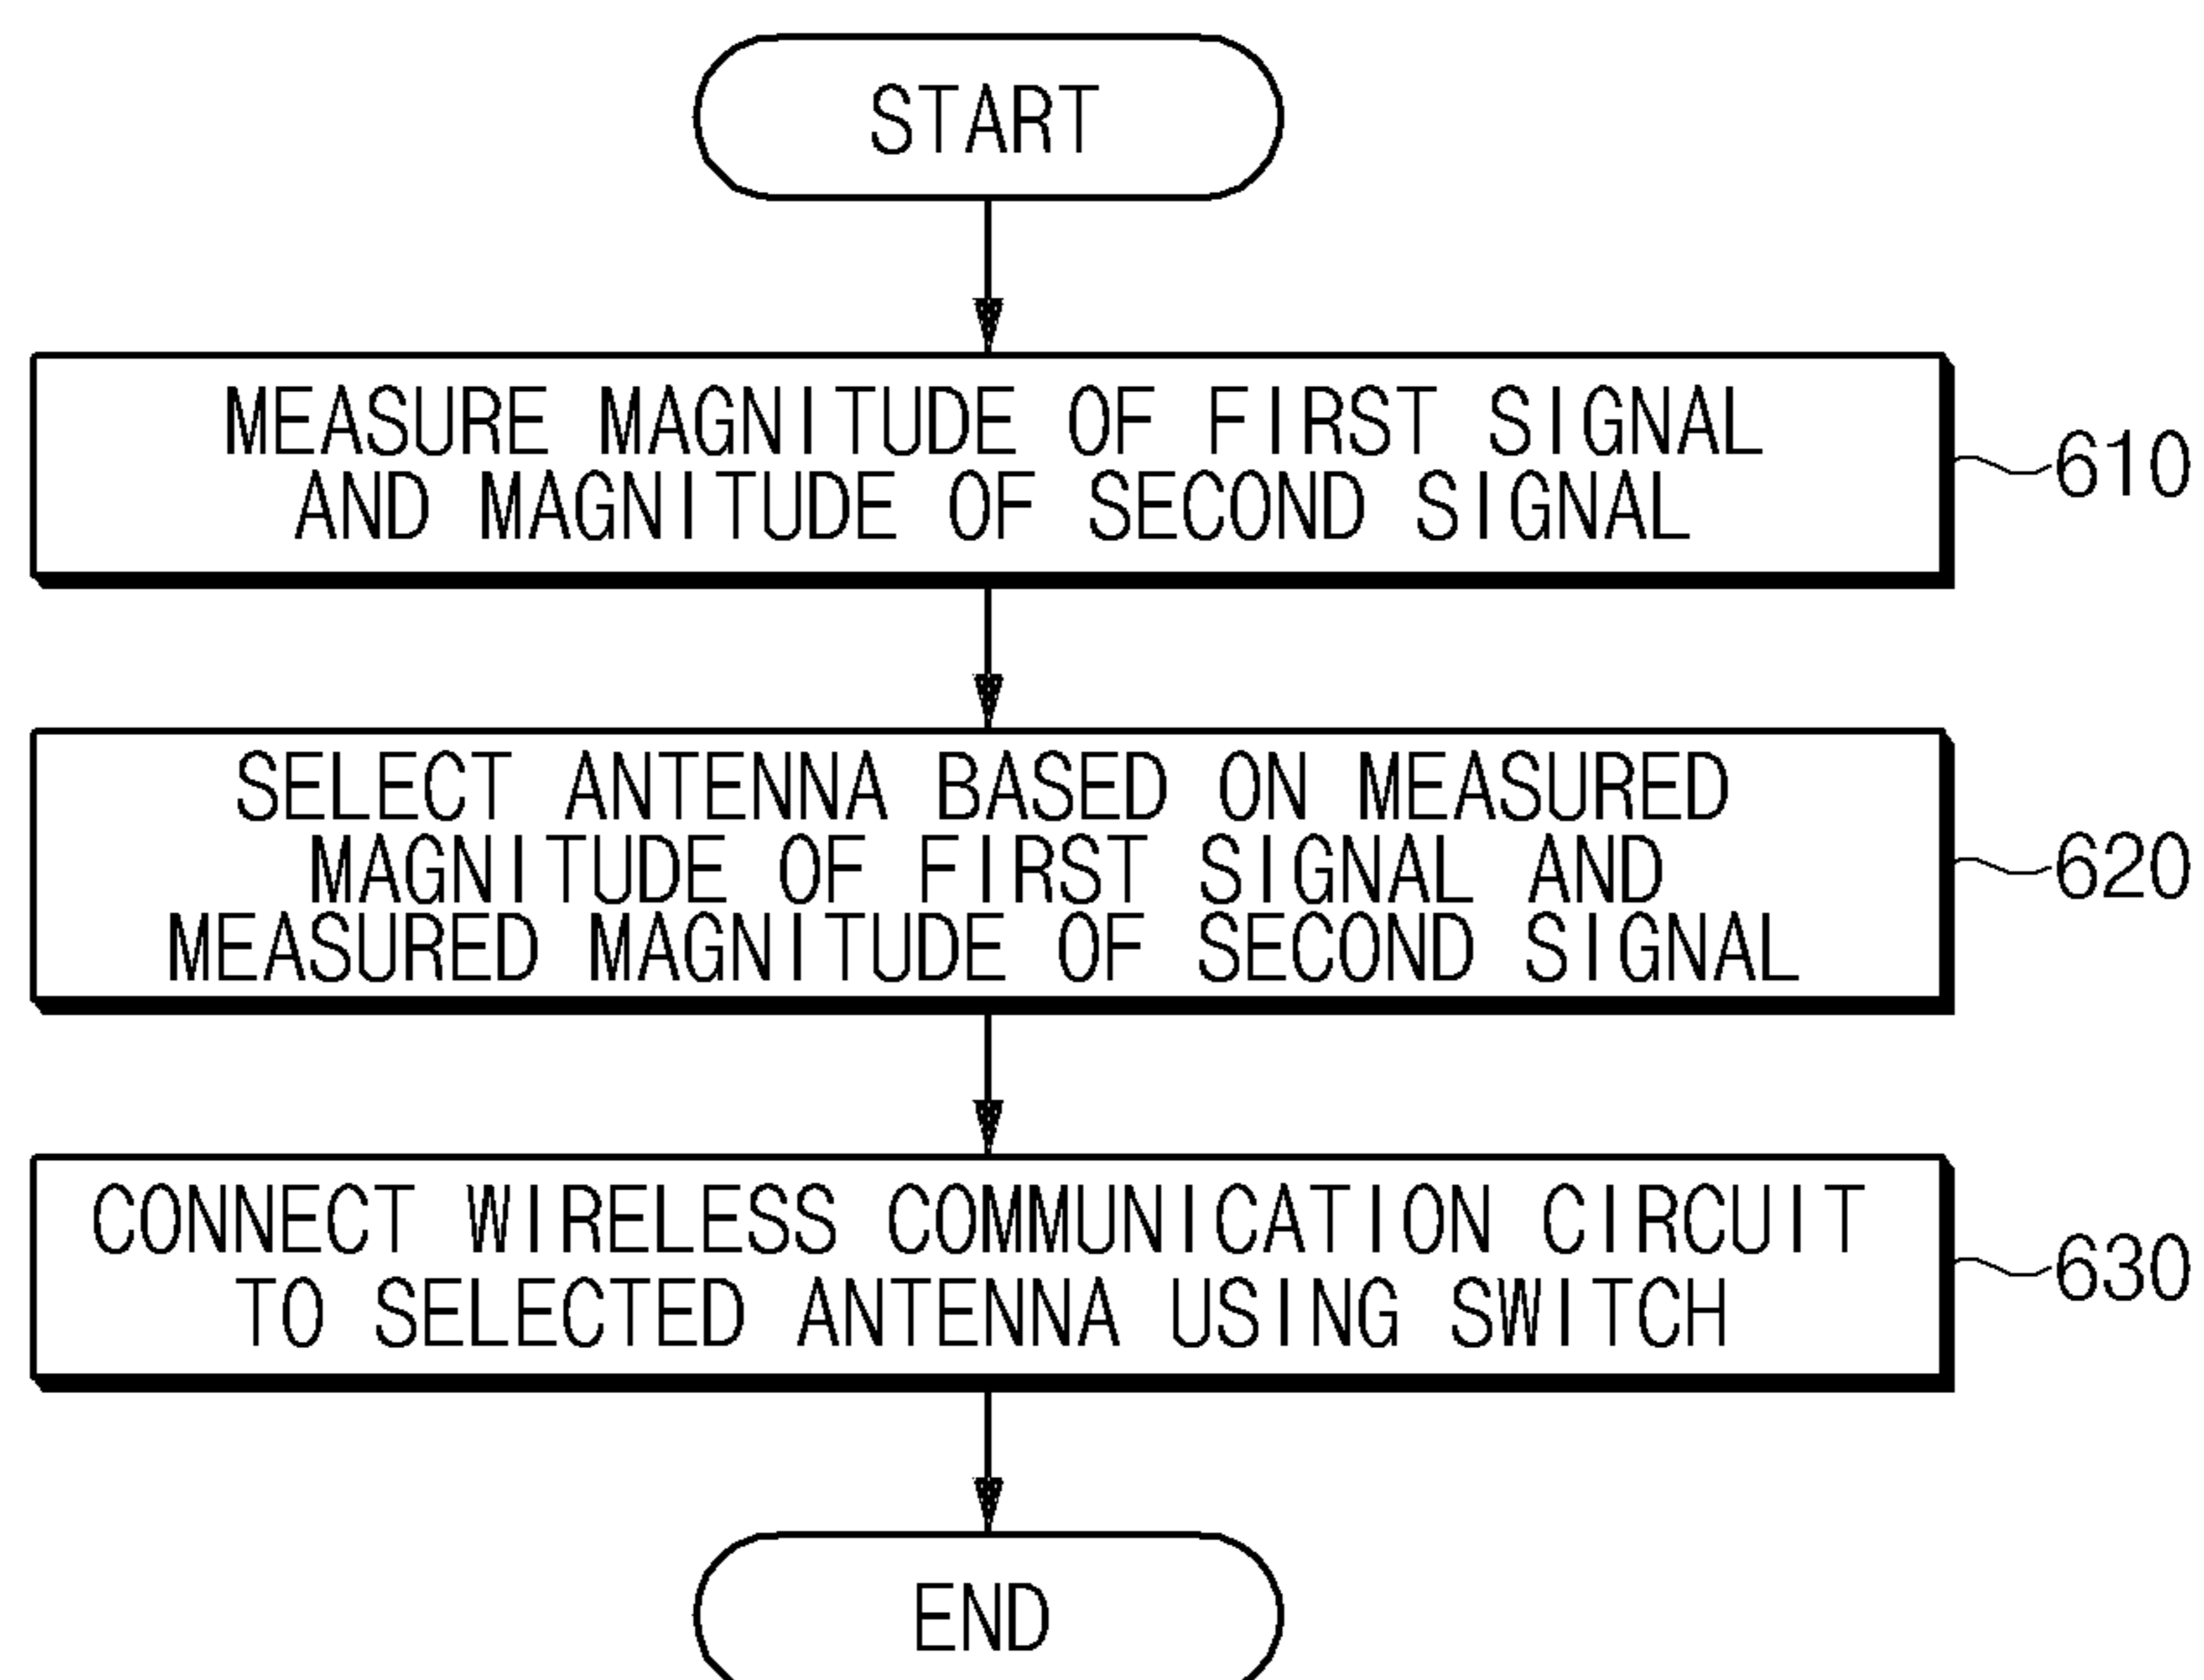 START
MEASURE MAGNITUDE OF FIRST SIGNAL
AND MAGNITUDE OF SECOND SIGNAL
610
SELECT ANTENNA BASED ON MEASURED
MAGNITUDE OF FIRST SIGNAL AND
MEASURED MAGNITUDE OF SECOND SIGNAL
620
CONNECT WIRELESS COMMUNICATION CIRCUIT
TO SELECTED ANTENNA USING SWITCH
630
END